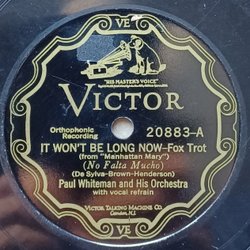 VE
"HIS MASTER'S VOICE"
VICTOR
Orthophonic
Recording
20883-A
IT WON'T BE LONG NOW–Fox Trot
(from "Manhattan Mary")
(No Falta Mucho)
(De Sylva-Brown-Henderson)
Paul Whiteman and His Orchestra
with vocal refrain
VICTOR TALKING MACHINE CO.
Camden, N.J.
VE